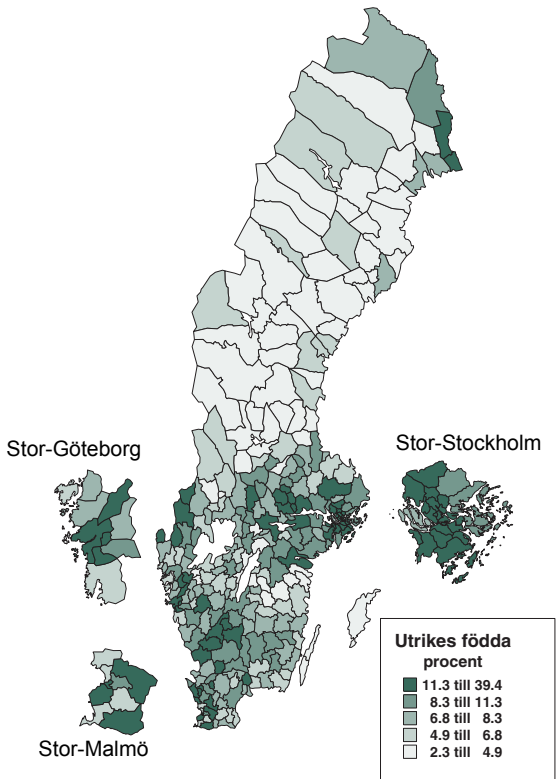 Stor-Göteborg
Stor-Stockholm
Stor-Malmö
Utrikes födda
procent
11.3 till 39.4
8.3 till 11.3
6.8 till 8.3
4.9 till 6.8
2.3 till 4.9